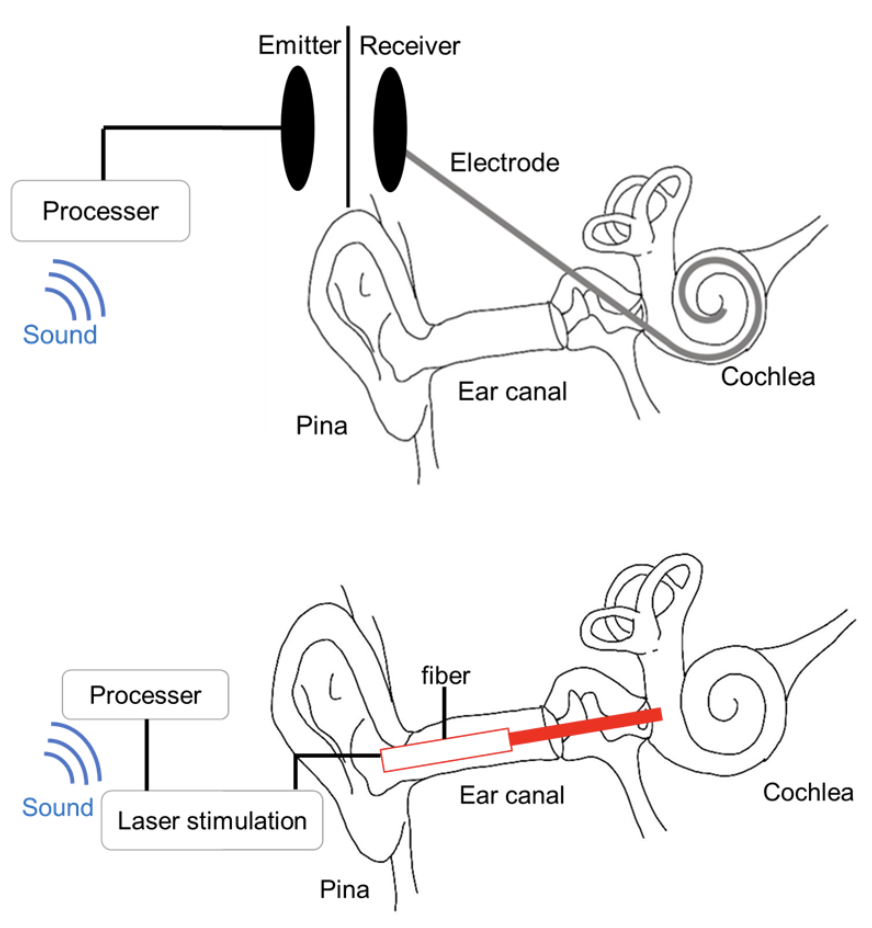 Emitter
Receiver
Electrode
Processer
Sound
Cochlea
Ear canal
Pina
fiber
Processer
Sound
Laser stimulation
Ear canal
Cochlea
Pina